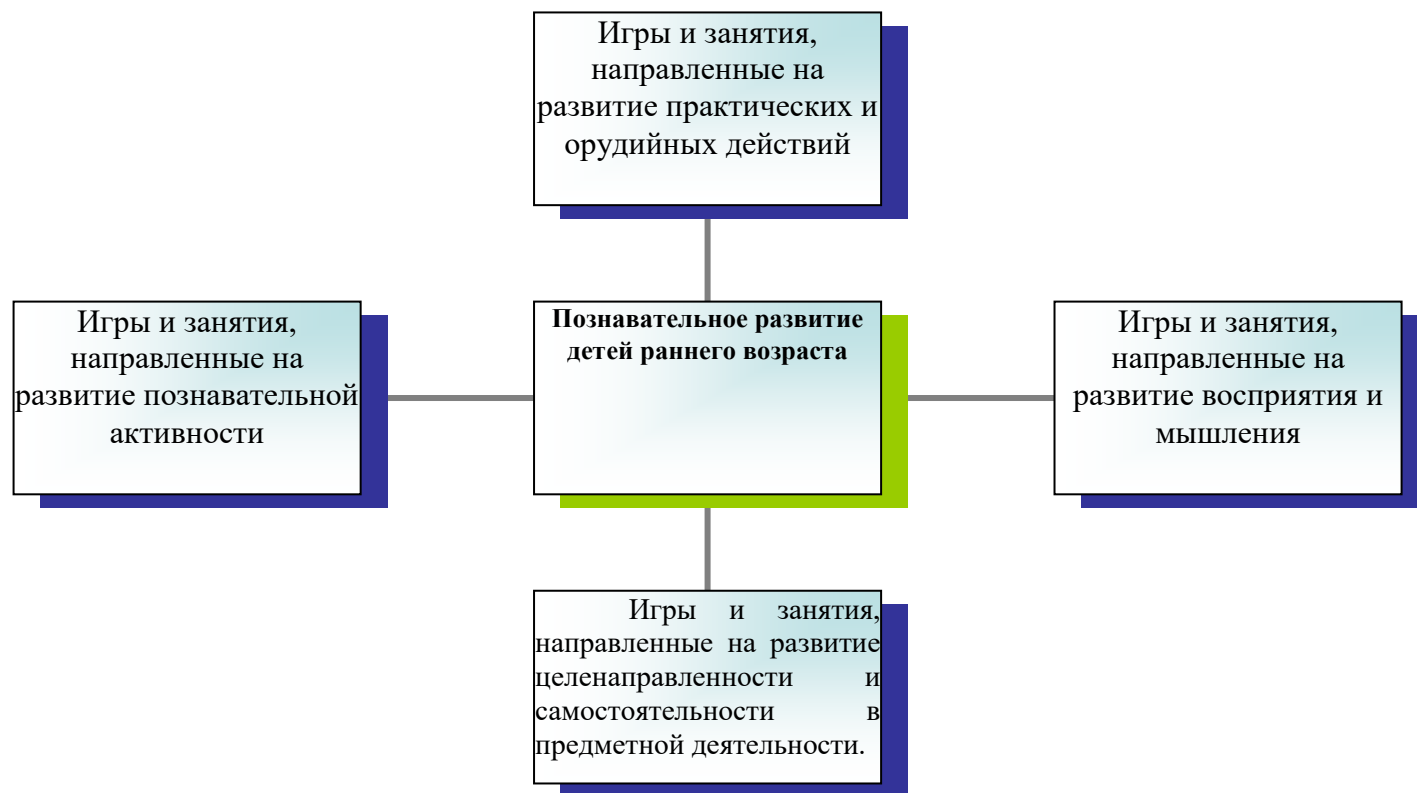 Игры и занятия,
направленные на
развитие практических и
орудийных действий
Игры и занятия,
направленные на
развитие познавательной
активности
Познавательное развитие
детей раннего возраста
Игры и занятия,
направленные на
развитие восприятия и
мышления
Игры и занятия,
направленные на развитие
целенаправленности и
самостоятельности в
предметной деятельности.